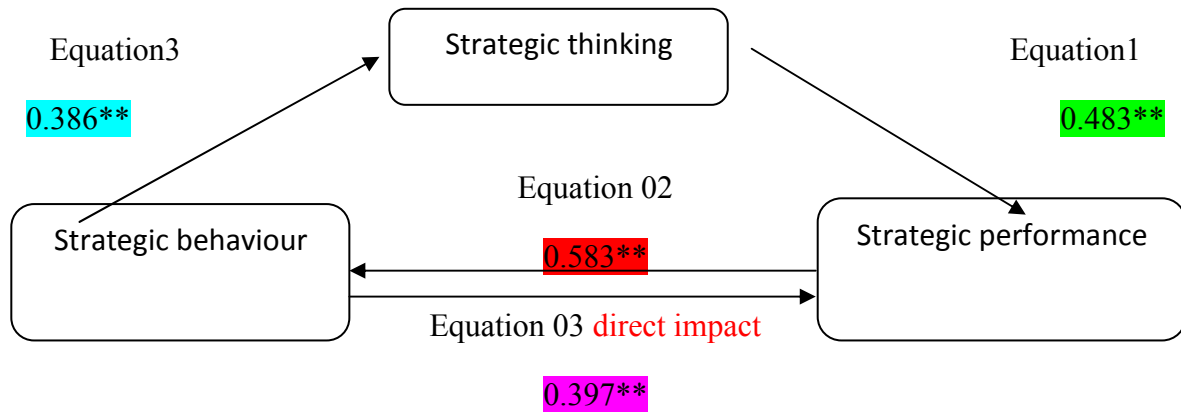 Strategic thinking
Equation3
Equation1
0.386**
0.483**
Equation 02
Strategic behaviour
Strategic performance
0.583**
Equation 03 direct impact
0.397**